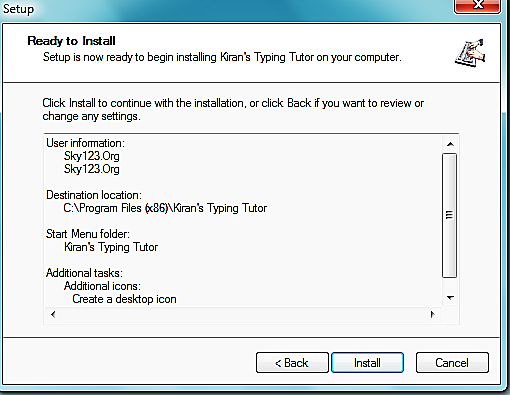 Setup
Ready to Install
Setup is now ready to begin installing Kiran's Typing Tutor on your computer.
Click Install to continue with the installation, or click Back if you want to review or
change any settings.
User information:
Sky123.Org
Sky123.Org
Destination location:
C:\Program Files (x86)\Kiran's Typing Tutor
Start Menu folder:
Kiran's Typing Tutor
Additional tasks:
Additional icons:
Create a desktop icon
< Back
Install
Cancel